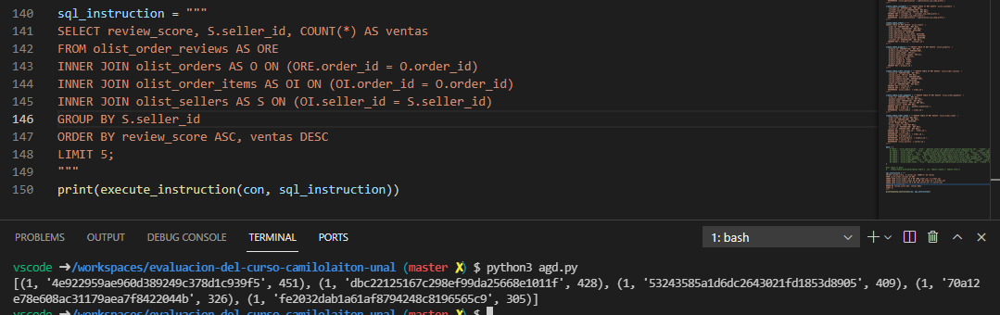 140 sql_instruction = """
141 SELECT review_score, S.seller_id, COUNT(*) AS ventas
142 FROM olist_order_reviews AS ORE
143 INNER JOIN olist_orders AS O ON (ORE.order_id = O.order_id)
144 INNER JOIN olist_order_items AS OI ON (OI.order_id = O.order_id)
145 INNER JOIN olist_sellers AS S ON (OI.seller_id = S.seller_id)
146 GROUP BY S.seller_id
147 ORDER BY review_score ASC, ventas DESC
148 LIMIT 5;
149 """
150 print(execute_instruction(con, sql_instruction))
PROBLEMS OUTPUT DEBUG CONSOLE TERMINAL PORTS 1: bash
vscode ➜/workspaces/evaluacion-del-curso-camilolaiton-unal (master ✗) $ python3 agd.py
[(1, '4e922959ae960d389249c378d1c939f5', 451), (1, 'dbc22125167c298ef99da25668e1011f', 428), (1, '53243585a1d6dc2643021fd1853d8905', 409), (1, '70a12
e78e608ac31179aea7f8422044b', 326), (1, 'fe2032dab1a61af8794248c8196565c9', 305)]
vscode ➜/workspaces/evaluacion-del-curso-camilolaiton-unal (master ✗) $